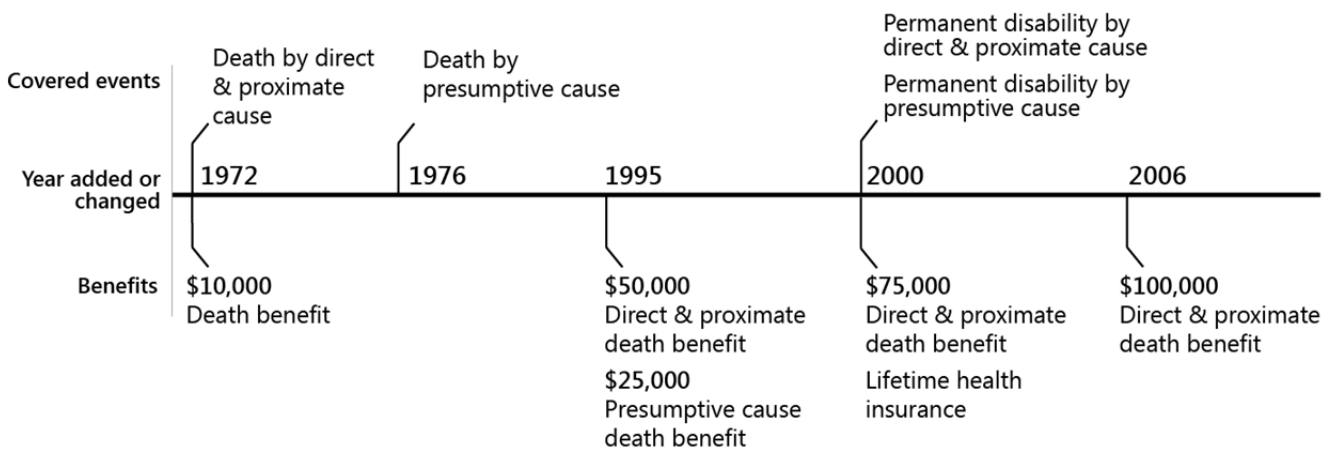 Covered events
Death by direct
& proximate
cause
Death by
presumptive cause
Permanent disability by
direct & proximate cause
Permanent disability by
presumptive cause
Year added or
changed
1972
1976
1995
2000
2006
Benefits
$10,000
Death benefit
$50,000
Direct & proximate
death benefit
$25,000
Presumptive cause
death benefit
$75,000
Direct & proximate
death benefit
Lifetime health
insurance
$100,000
Direct & proximate
death benefit